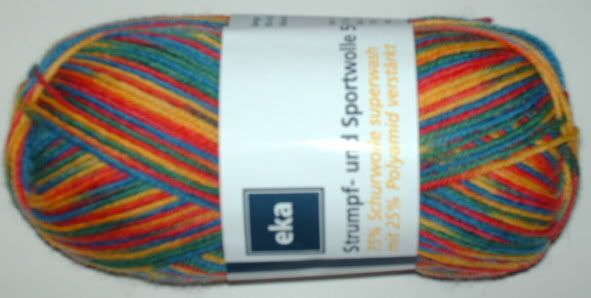 eka
Strumpf- und Sportwolle
75% Schurwolle superwash
mit 25% Polyamid verstärkt